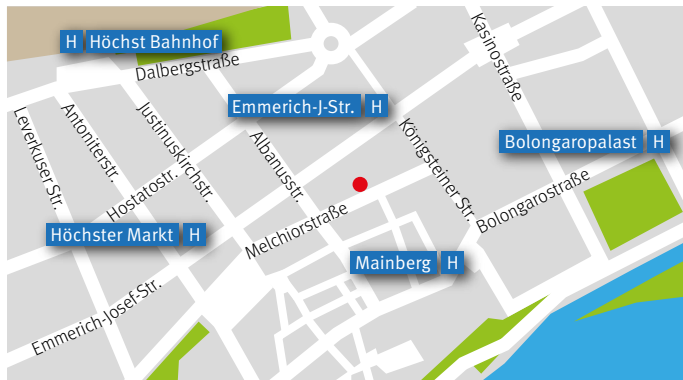 H Höchst Bahnhof
Dalbergstraße
Kasinostraße
Emmerich-J-Str. H
Leverkuser Str.
Antoniterstr.
Justinuskirchstr.
Albanusstr.
Königsteiner Str.
Bolongaropalast H
Hostatostr.
Höchster Markt H
Melchiorstraße
Bolongarostraße
Mainberg H
Emmerich-Josef-Str.